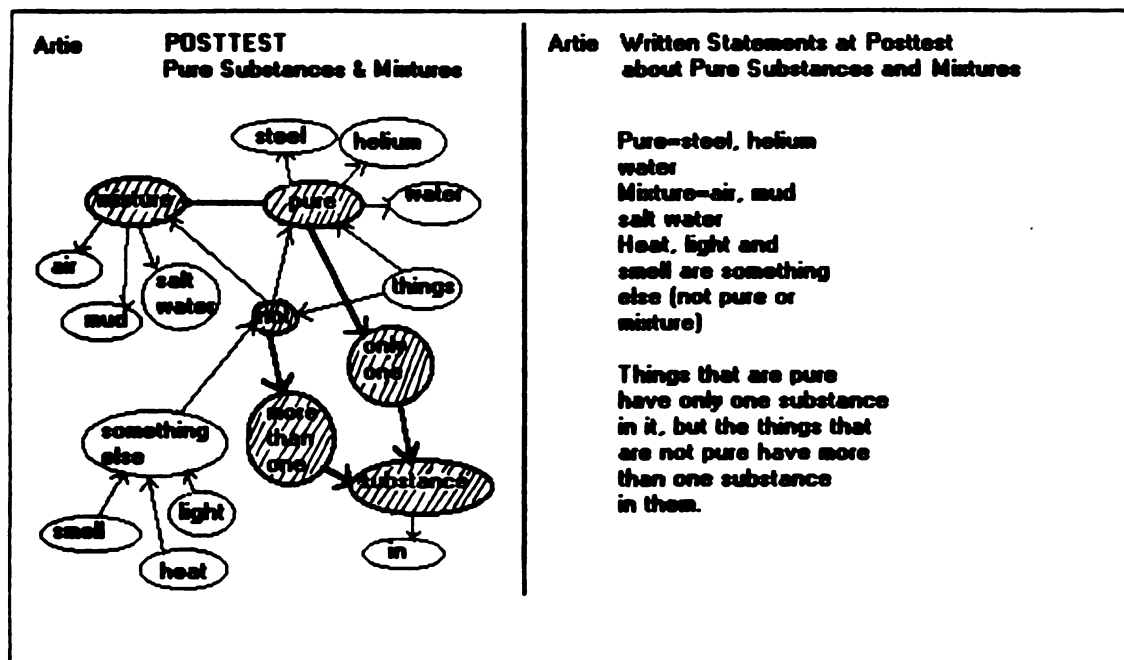 Artie POSTTEST
Pure Substances & Mixtures
steel
helium
mixture
pure
water
air
salt
water
things
mud
not
only
one
more
than
one
something
else
substance
light
smell
in
heat
Artie Written Statements at Posttest
about Pure Substances and Mixtures
Pure=steel, helium
water
Mixture=air, mud
salt water
Heat, light and
smell are something
else (not pure or
mixture)
Things that are pure
have only one substance
in it, but the things that
are not pure have more
than one substance
in them.